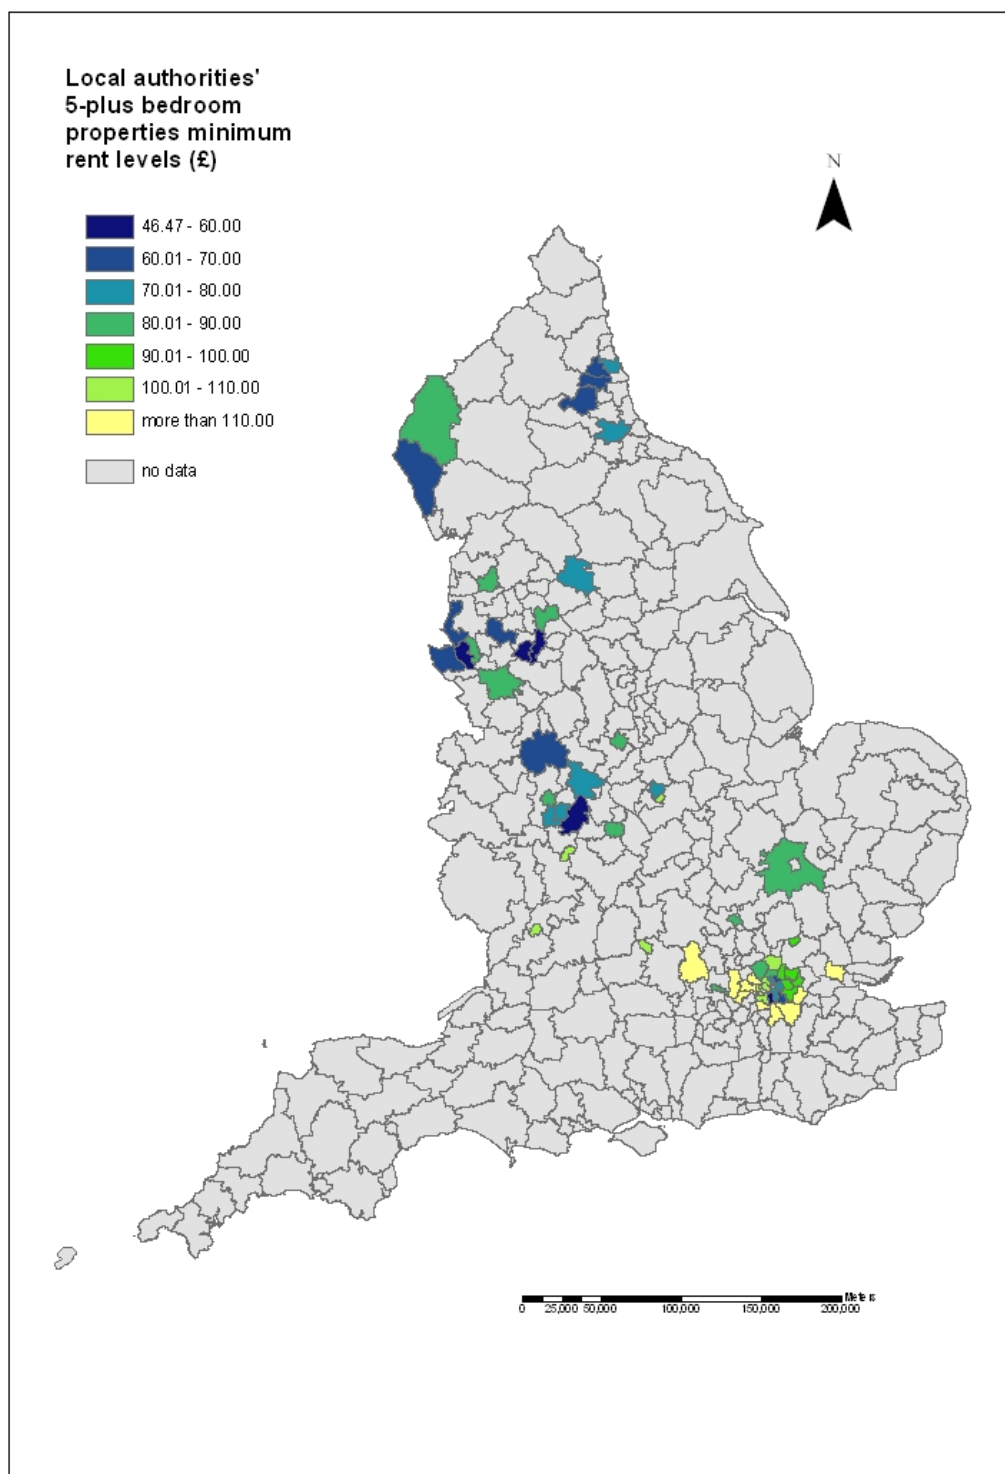 Local authorities'
5-plus bedroom
properties minimum
rent levels (£)
N
46.47 - 60.00
60.01 - 70.00
70.01 - 80.00
80.01 - 90.00
90.01 - 100.00
100.01 - 110.00
more than 110.00
no data
Meters
0 25,000 50,000 100,000 150,000 200,000